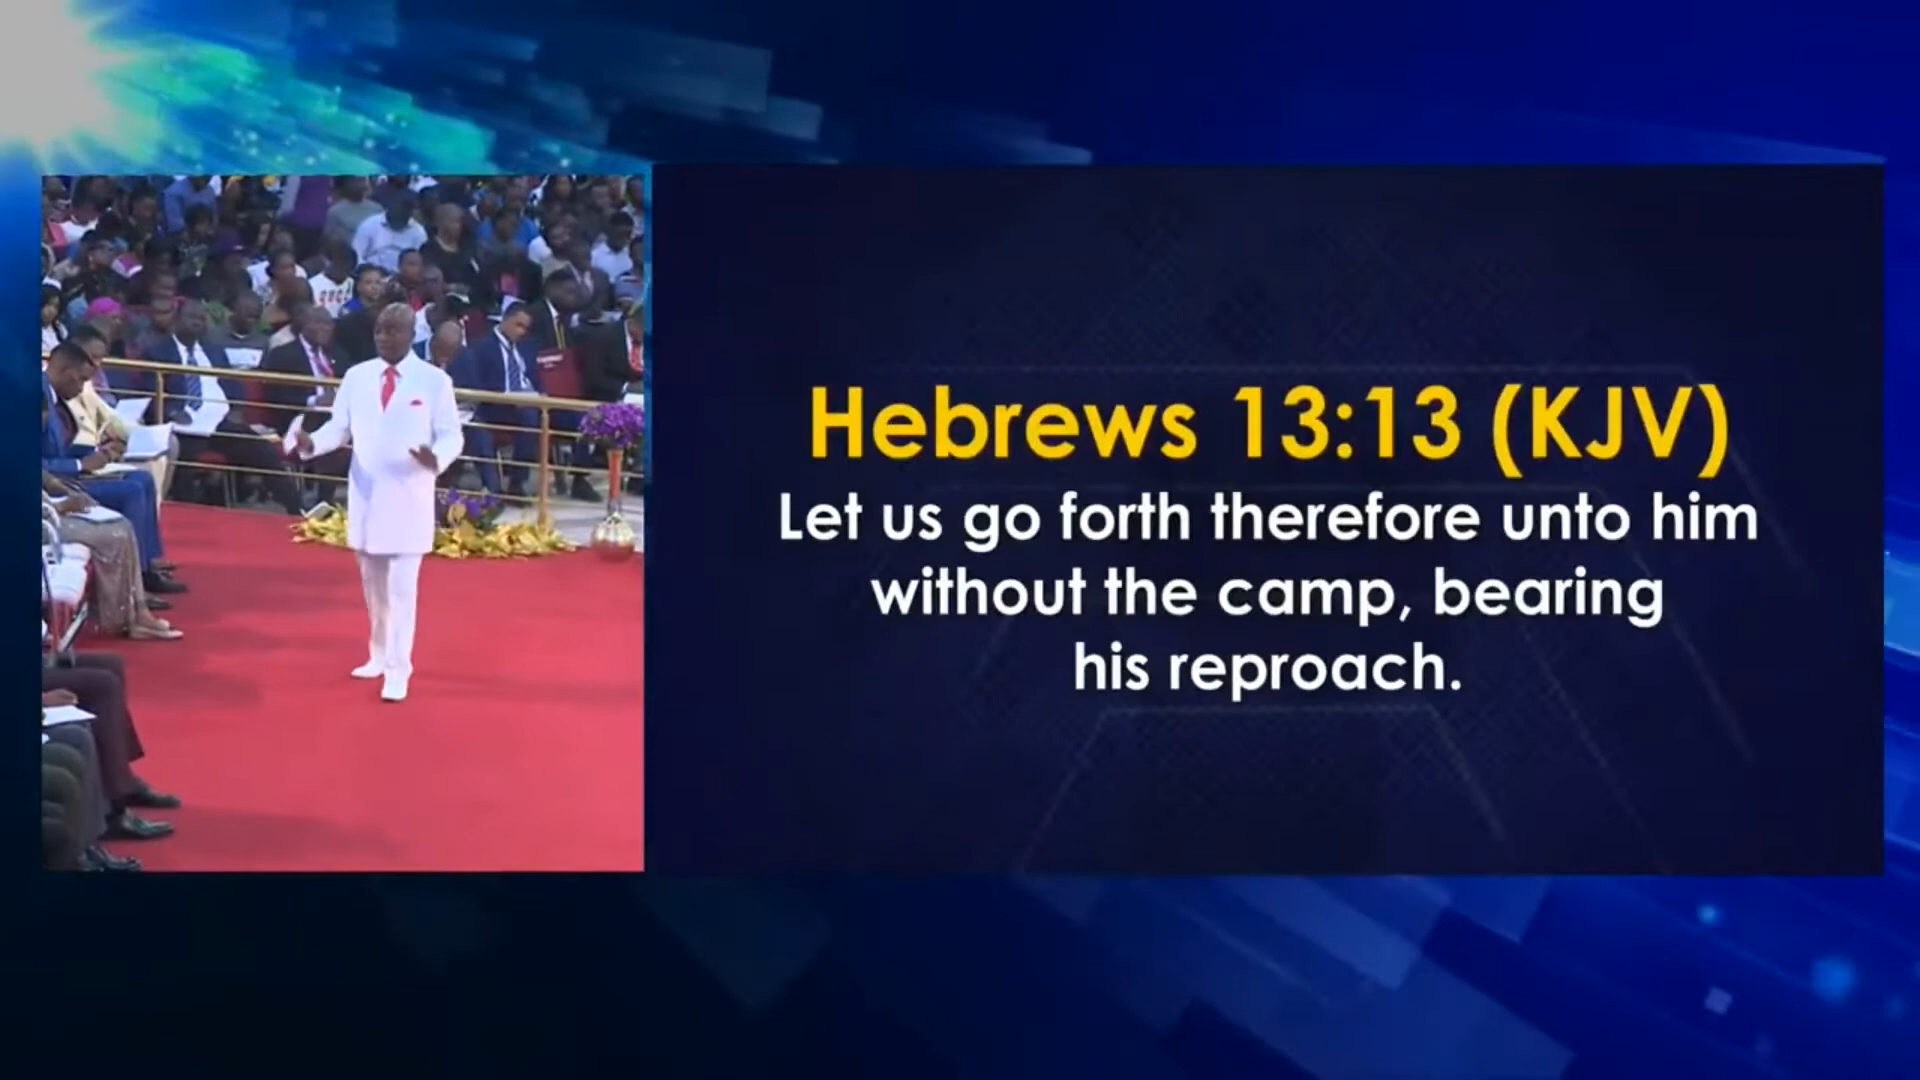 Hebrews 13:13 (KJV)
Let us go forth therefore unto him
without the camp, bearing
his reproach.